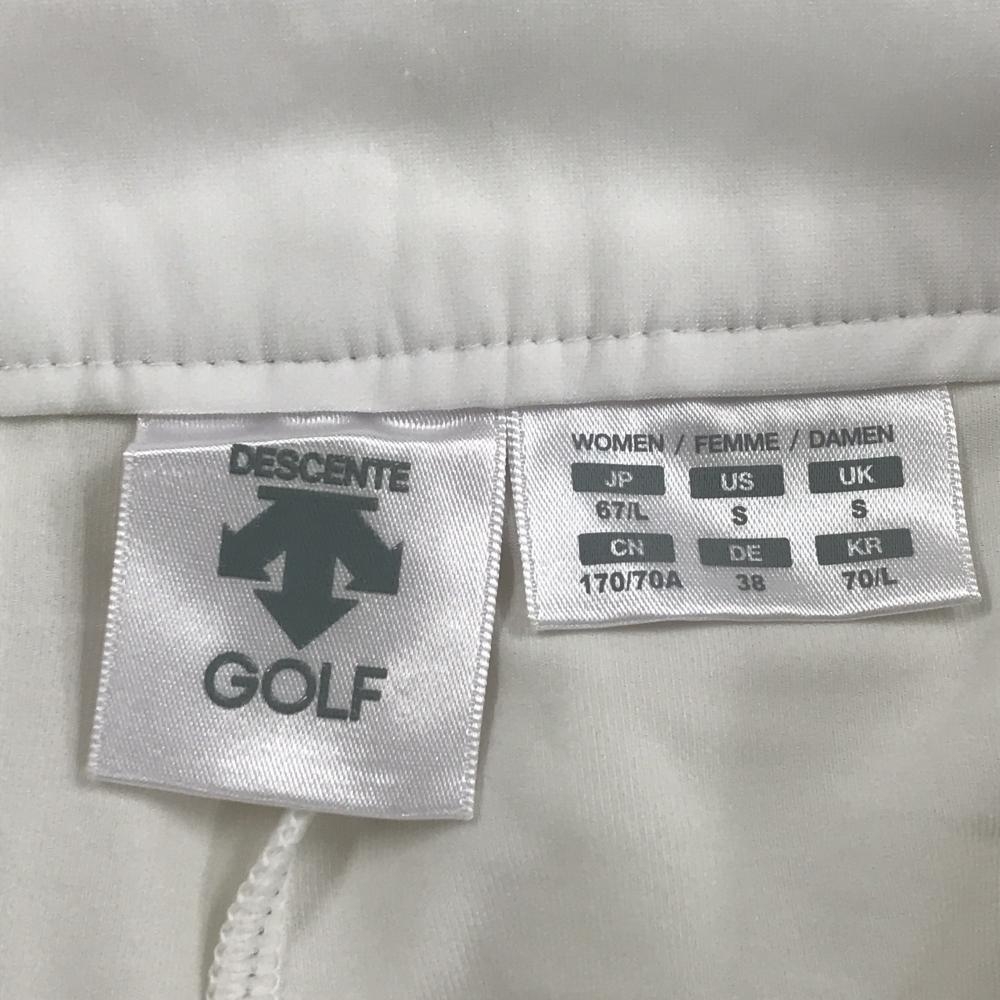 DESCENTE
GOLF
WOMEN / FEMME / DAMEN
JP US UK
67/L S S
CN DE KR
170/70A 38 70/L